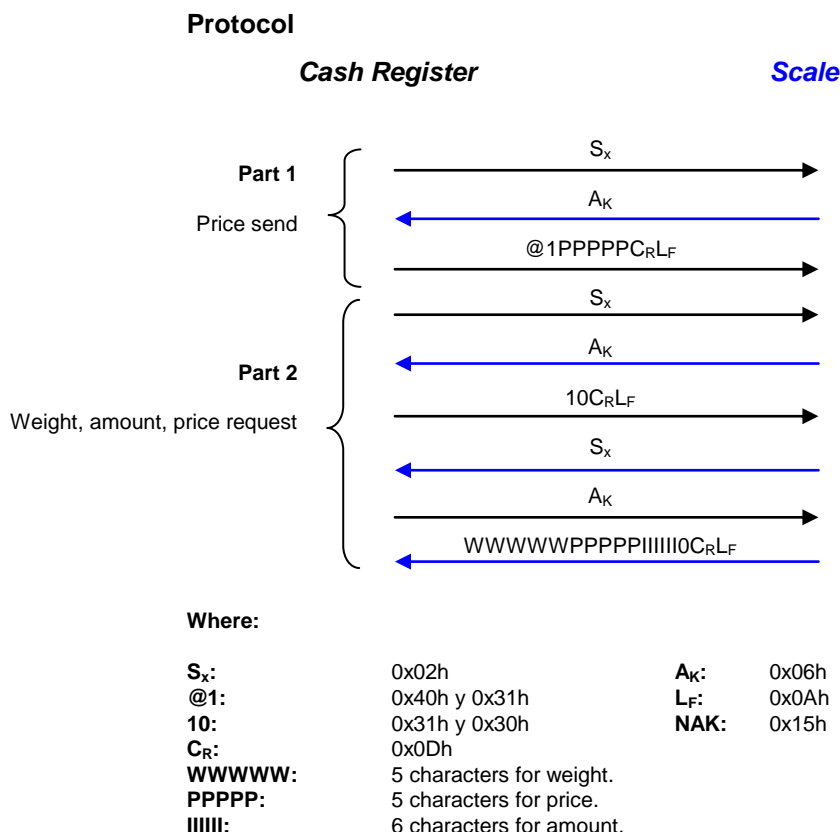 Protocol
Cash Register Scale
Sx
Part 1
AK
Price send
@1PPPPPCRLF
Sx
AK
Part 2
10CRLF
Weight, amount, price request
Sx
AK
WWWWWPPPPPIIIIII0CRLF
Where:
Sx: 0x02h AK: 0x06h
@1: 0x40h y 0x31h LF: 0x0Ah
10: 0x31h y 0x30h NAK: 0x15h
CR: 0x0Dh
WWWWW: 5 characters for weight.
PPPPP: 5 characters for price.
IIIIII: 6 characters for amount.